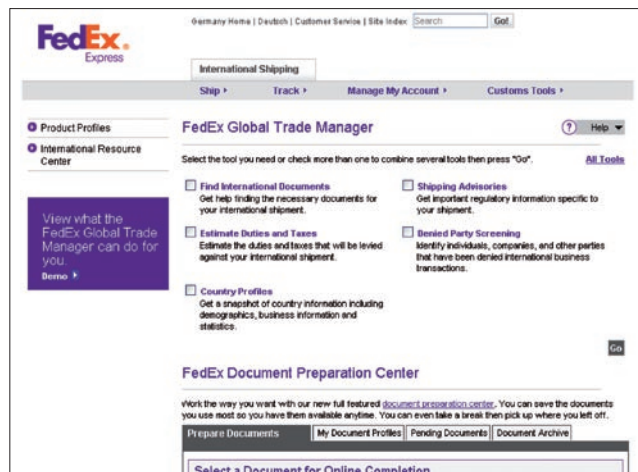 FedEx.
Express
Germany Home | Deutsch | Customer Service | Site Index Search Go!
International Shipping
Ship Track Manage My Account Customs Tools
Product Profiles
International Resource
Center
View what the
FedEx Global Trade
Manager can do for
you.
Demo
FedEx Global Trade Manager
? Help
Select the tool you need or check more than one to combine several tools then press "Go". All Tools
Find International Documents
Get help finding the necessary documents for
your international shipment.
Shipping Advisories
Get important regulatory information specific to
your shipment.
Estimate Duties and Taxes
Estimate the duties and taxes that will be levied
against your international shipment.
Denied Party Screening
Identify individuals, companies, and other parties
that have been denied international business
transactions.
Country Profiles
Get a snapshot of country information including
demographics, business information and
statistics.
Go
FedEx Document Preparation Center
Work the way you want with our new full featured document preparation center. You can save the documents
you use most so you have them available anytime. You can even take a break then pick up where you left off.
Prepare Documents My Document Profiles Pending Documents Document Archive
Select a Document for Online Completion